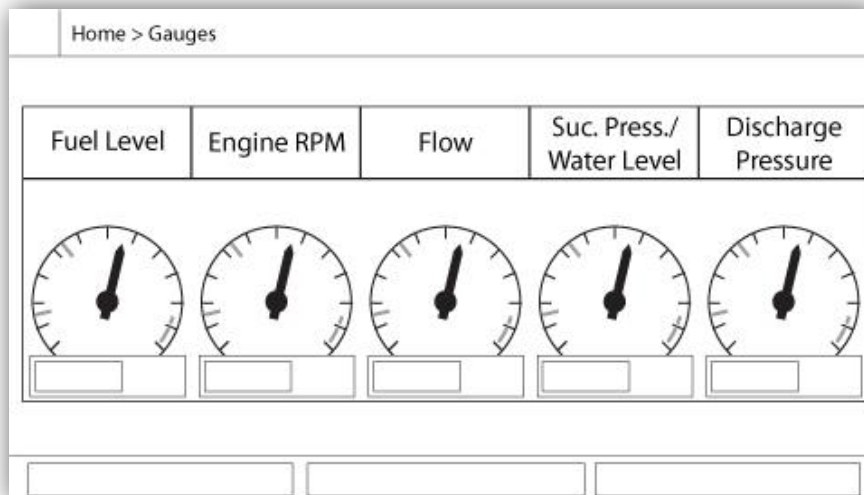 Home > Gauges
Fuel Level
Engine RPM
Flow
Suc. Press./
Water Level
Discharge
Pressure